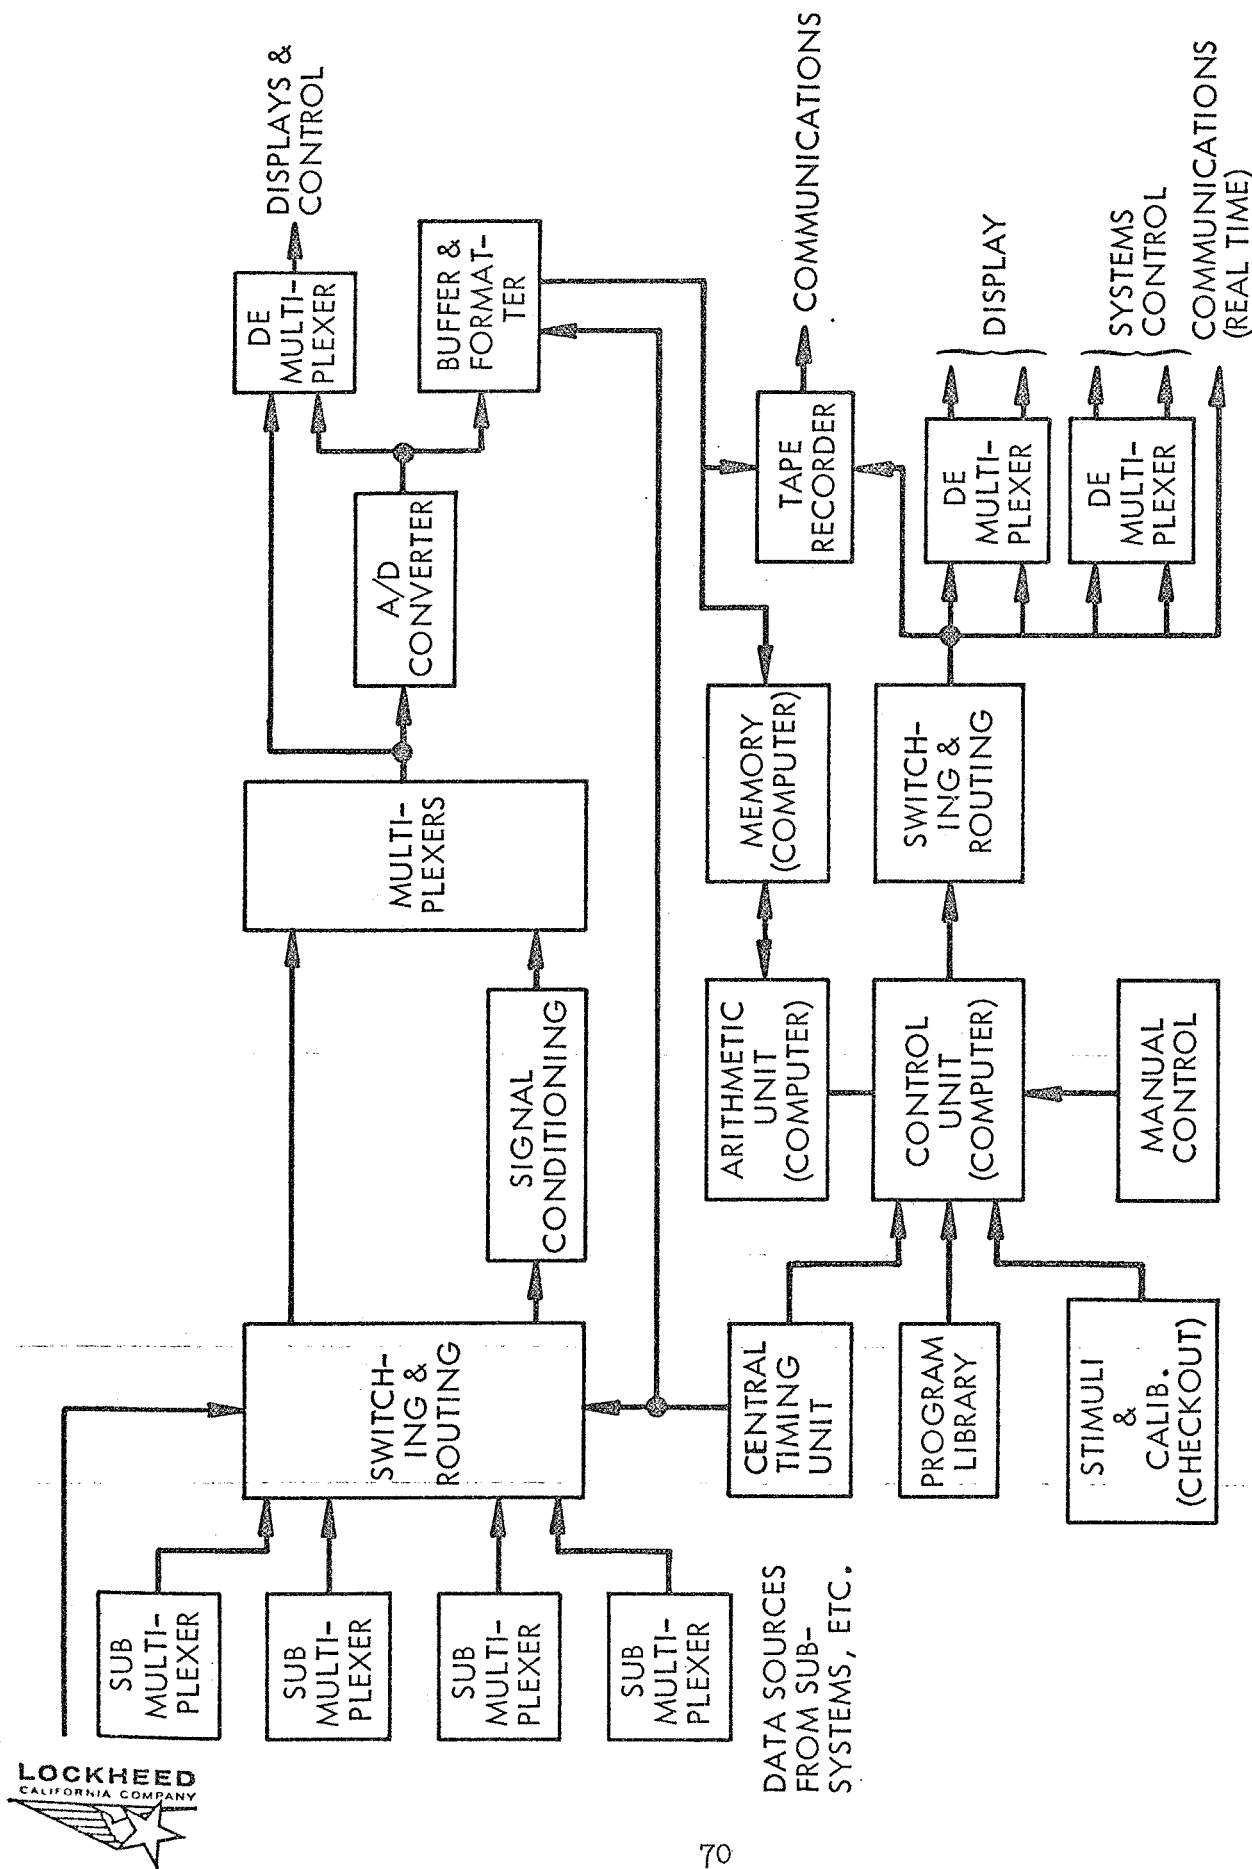 LOCKHEED
CALIFORNIA COMPANY
SUB
MULTI-
PLEXER
SUB
MULTI-
PLEXER
SUB
MULTI-
PLEXER
SUB
MULTI-
PLEXER
DATA SOURCES
FROM SUB-
SYSTEMS, ETC.
SWITCH-
ING &
ROUTING
SIGNAL
CONDITIONING
MULTI-
PLEXERS
A/D
CONVERTER
DE
MULTI-
PLEXER
DISPLAYS &
CONTROL
BUFFER &
FORMAT-
TER
CENTRAL
TIMING
UNIT
PROGRAM
LIBRARY
STIMULI
&
CALIB.
(CHECKOUT)
ARITHMETIC
UNIT
(COMPUTER)
CONTROL
UNIT
(COMPUTER)
MANUAL
CONTROL
MEMORY
(COMPUTER)
SWITCH-
ING &
ROUTING
TAPE
RECORDER
COMMUNICATIONS
DE
MULTI-
PLEXER
DISPLAY
DE
MULTI-
PLEXER
SYSTEMS
CONTROL
COMMUNICATIONS
(REAL TIME)
70